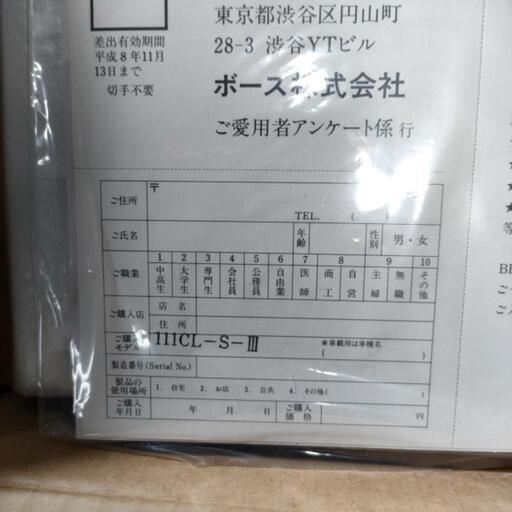 東京都渋谷区円山町
28-3 渋谷YTビル
ボース株式会社
ご愛用者アンケート係 行
差出有効期間
平成8年11月
13日まで
切手不要
ご住所 〒
TEL. ( )
ご氏名 年齢 性別 男・女
1 2 3 4 5 6 7 8 9 10
ご職業 中高生 大学生 専門生 会社員 公務員 自由業 医師 商工 自営 主婦 無職 その他
ご購入店 店名
住所
ご購入モデル 111CL-S-III ※車載用は車種名( )
製造番号(Serial No.)
製品の使用場所 1. 自宅 2. お店 3. 公共 4. その他( )
ご購入年月日 年 月 日 ご購入価格 円